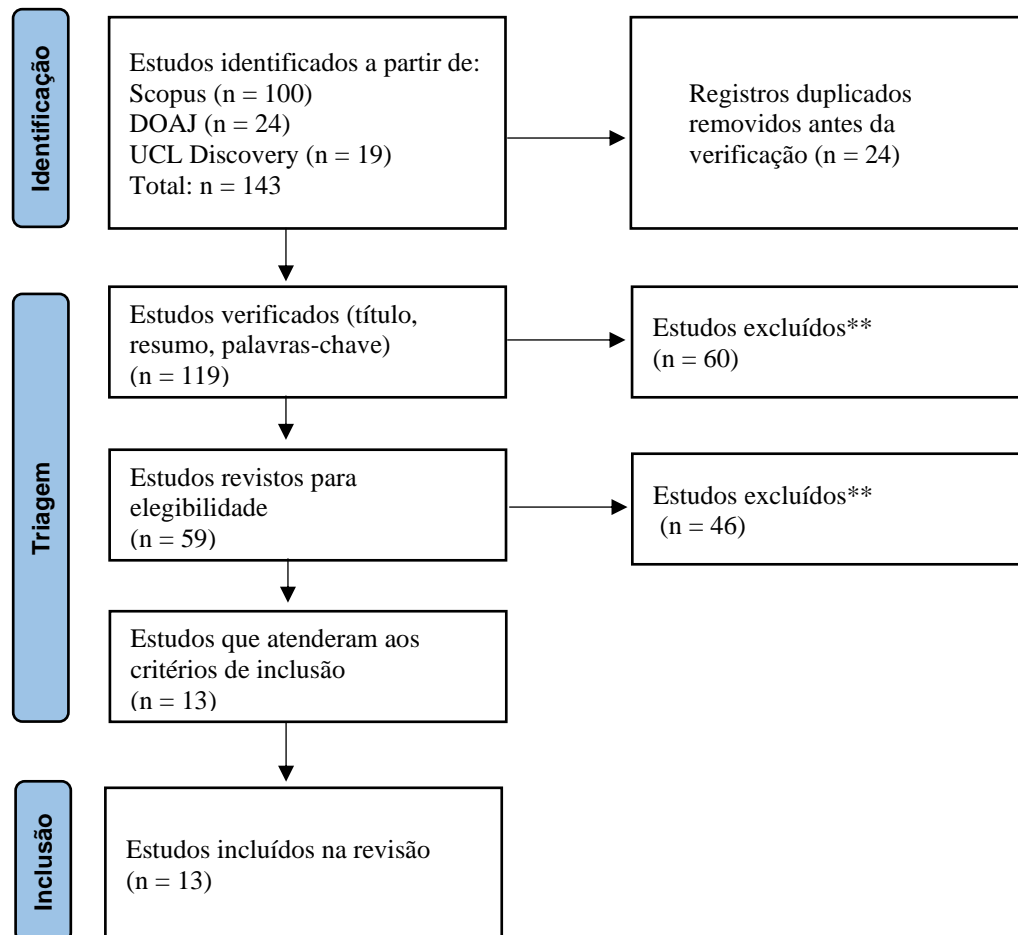 Identificação
Estudos identificados a partir de:
Scopus (n = 100)
DOAJ (n = 24)
UCL Discovery (n = 19)
Total: n = 143
Registros duplicados
removidos antes da
verificação (n = 24)
Triagem
Estudos verificados (título,
resumo, palavras-chave)
(n = 119)
Estudos excluídos**
(n = 60)
Estudos revistos para
elegibilidade
(n = 59)
Estudos excluídos**
(n = 46)
Estudos que atenderam aos
critérios de inclusão
(n = 13)
Inclusão
Estudos incluídos na revisão
(n = 13)